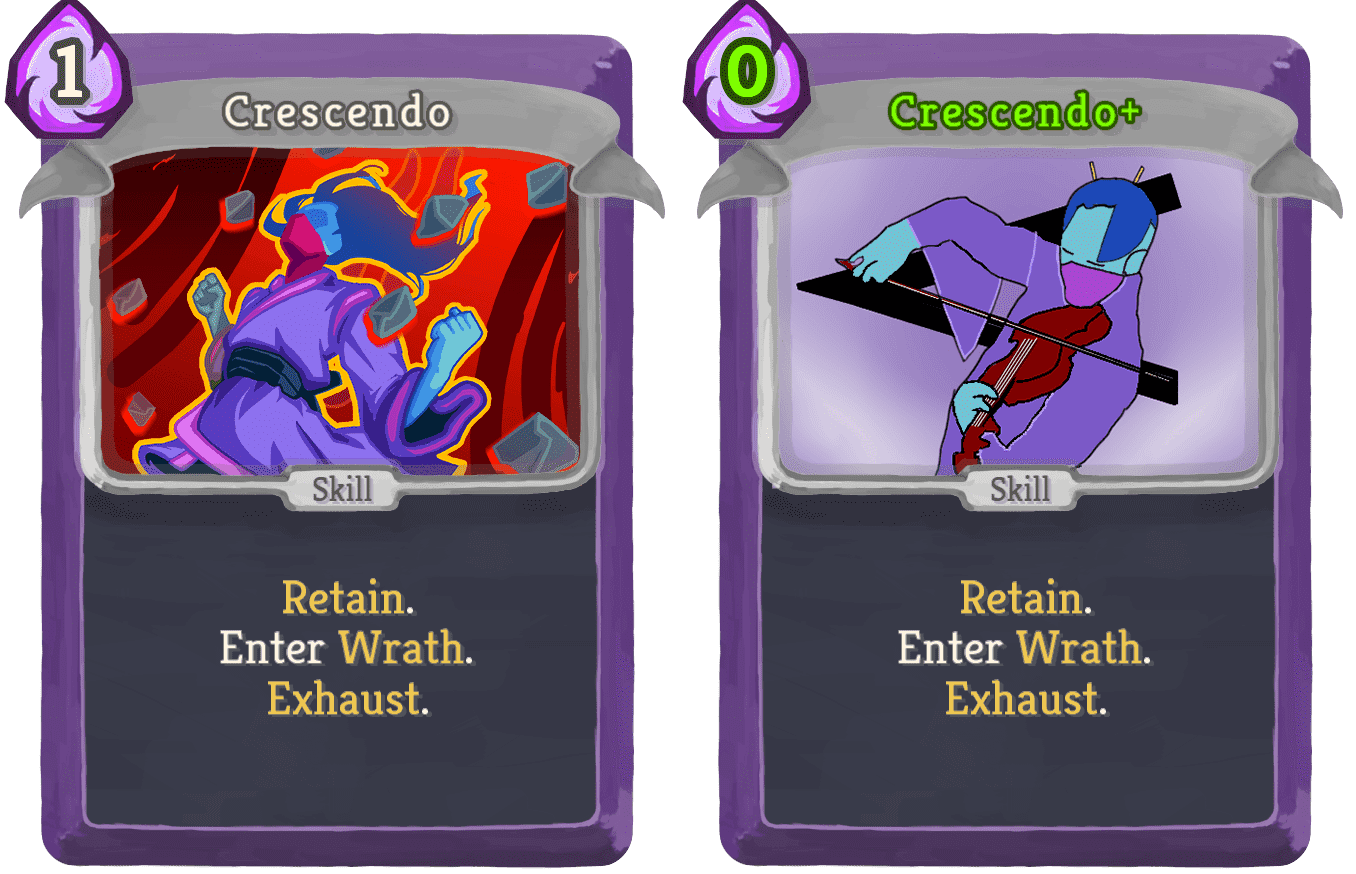 1
Crescendo
Skill
Retain.
Enter Wrath.
Exhaust.
0
Crescendo+
Skill
Retain.
Enter Wrath.
Exhaust.